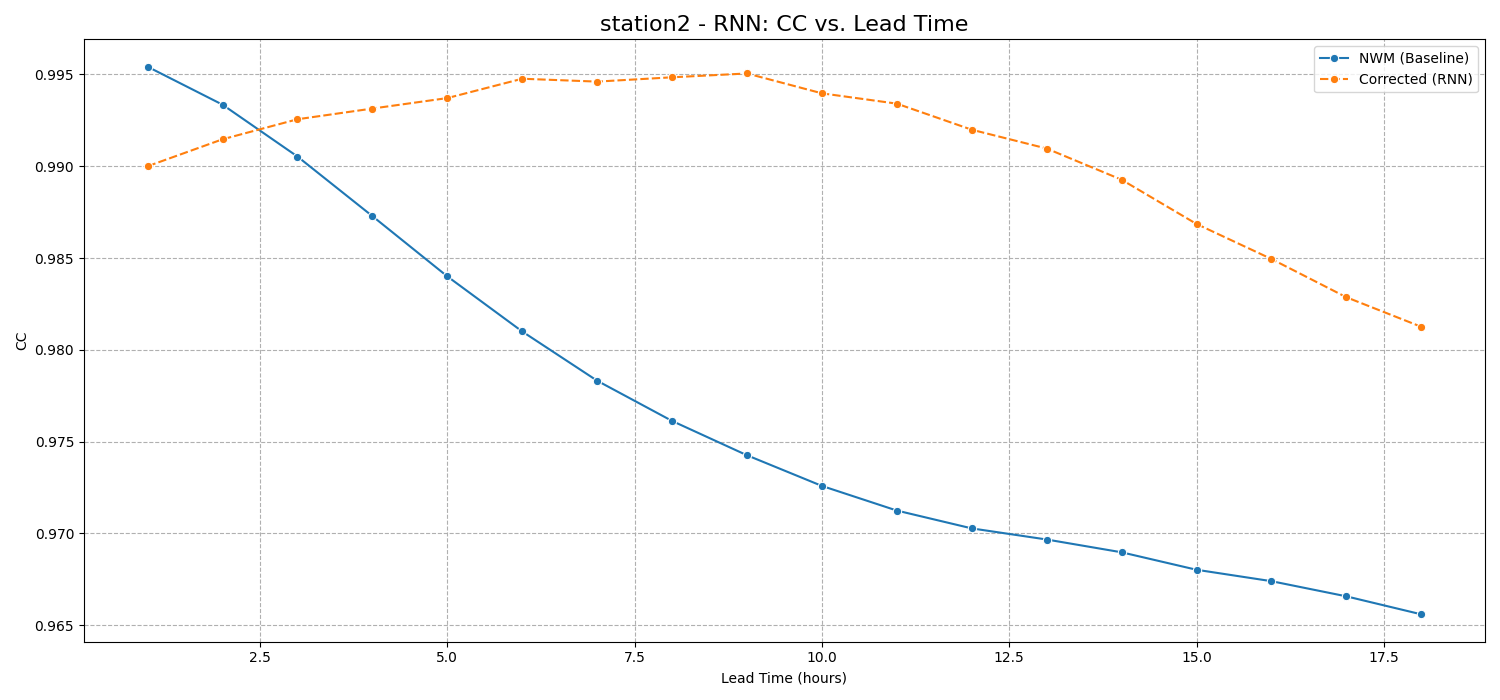 station2 - RNN: CC vs. Lead Time
NWM (Baseline)
Corrected (RNN)
CC
0.995
0.990
0.985
0.980
0.975
0.970
0.965
2.5 5.0 7.5 10.0 12.5 15.0 17.5
Lead Time (hours)